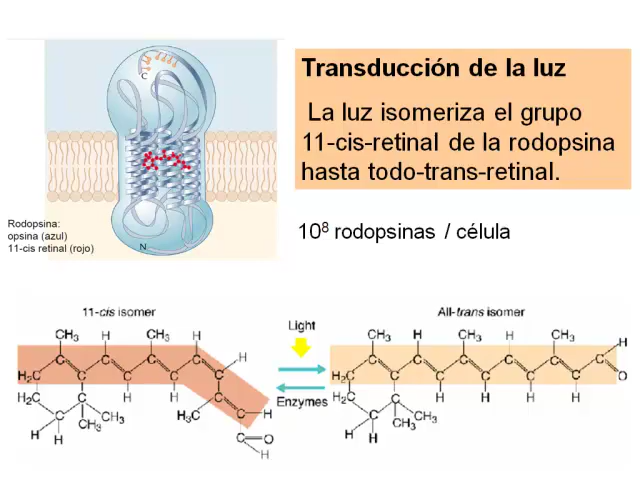 Transducción de la luz
La luz isomeriza el grupo
11-cis-retinal de la rodopsina
hasta todo-trans-retinal.
10⁸ rodopsinas / célula
C
N
Rodopsina:
opsina (azul)
11-cis retinal (rojo)
11-cis isomer
Light
Enzymes
All-trans isomer
CH₃ H CH₃ H H
C C C C C H
H₂C C C C C C
H₂C C H H H₃C C C H
C C CH₃ C O
H H CH₃ H
H
CH₃ H H H CH₃ H
C C C C C C
H₂C C C C C C O
H₂C C H H H H
C C CH₃
H H CH₃
H